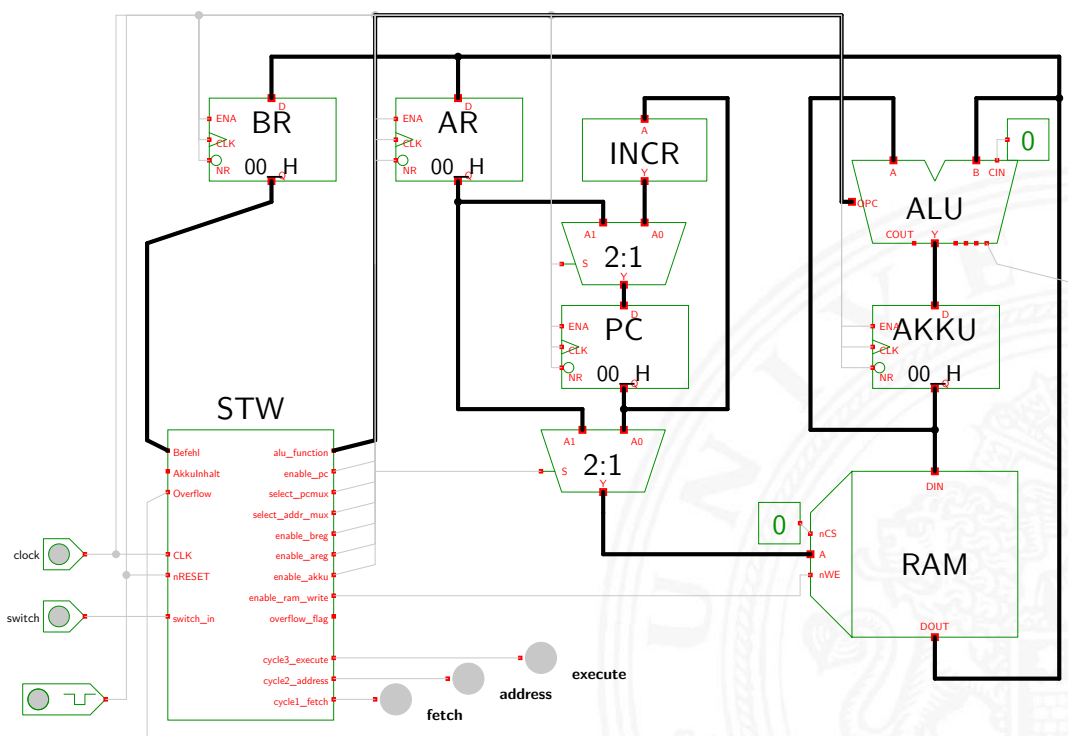 D
ENA
CLK
NR
BR
00_H
Q
D
ENA
CLK
NR
AR
00_H
Q
A
INCR
Y
0
A
B
CIN
OPC
ALU
COUT
Y
A1
A0
2:1
S
Y
D
ENA
CLK
NR
PC
00_H
Q
D
ENA
CLK
NR
AKKU
00_H
Q
STW
Befehl
AkkuInhalt
Overflow
CLK
nRESET
switch_in
alu_function
enable_pc
select_pcmux
select_addr_mux
enable_breg
enable_areg
enable_akku
enable_ram_write
overflow_flag
cycle3_execute
cycle2_address
cycle1_fetch
A1
A0
2:1
S
Y
0
DIN
nCS
A
nWE
RAM
DOUT
clock
switch
execute
address
fetch
UNIVE